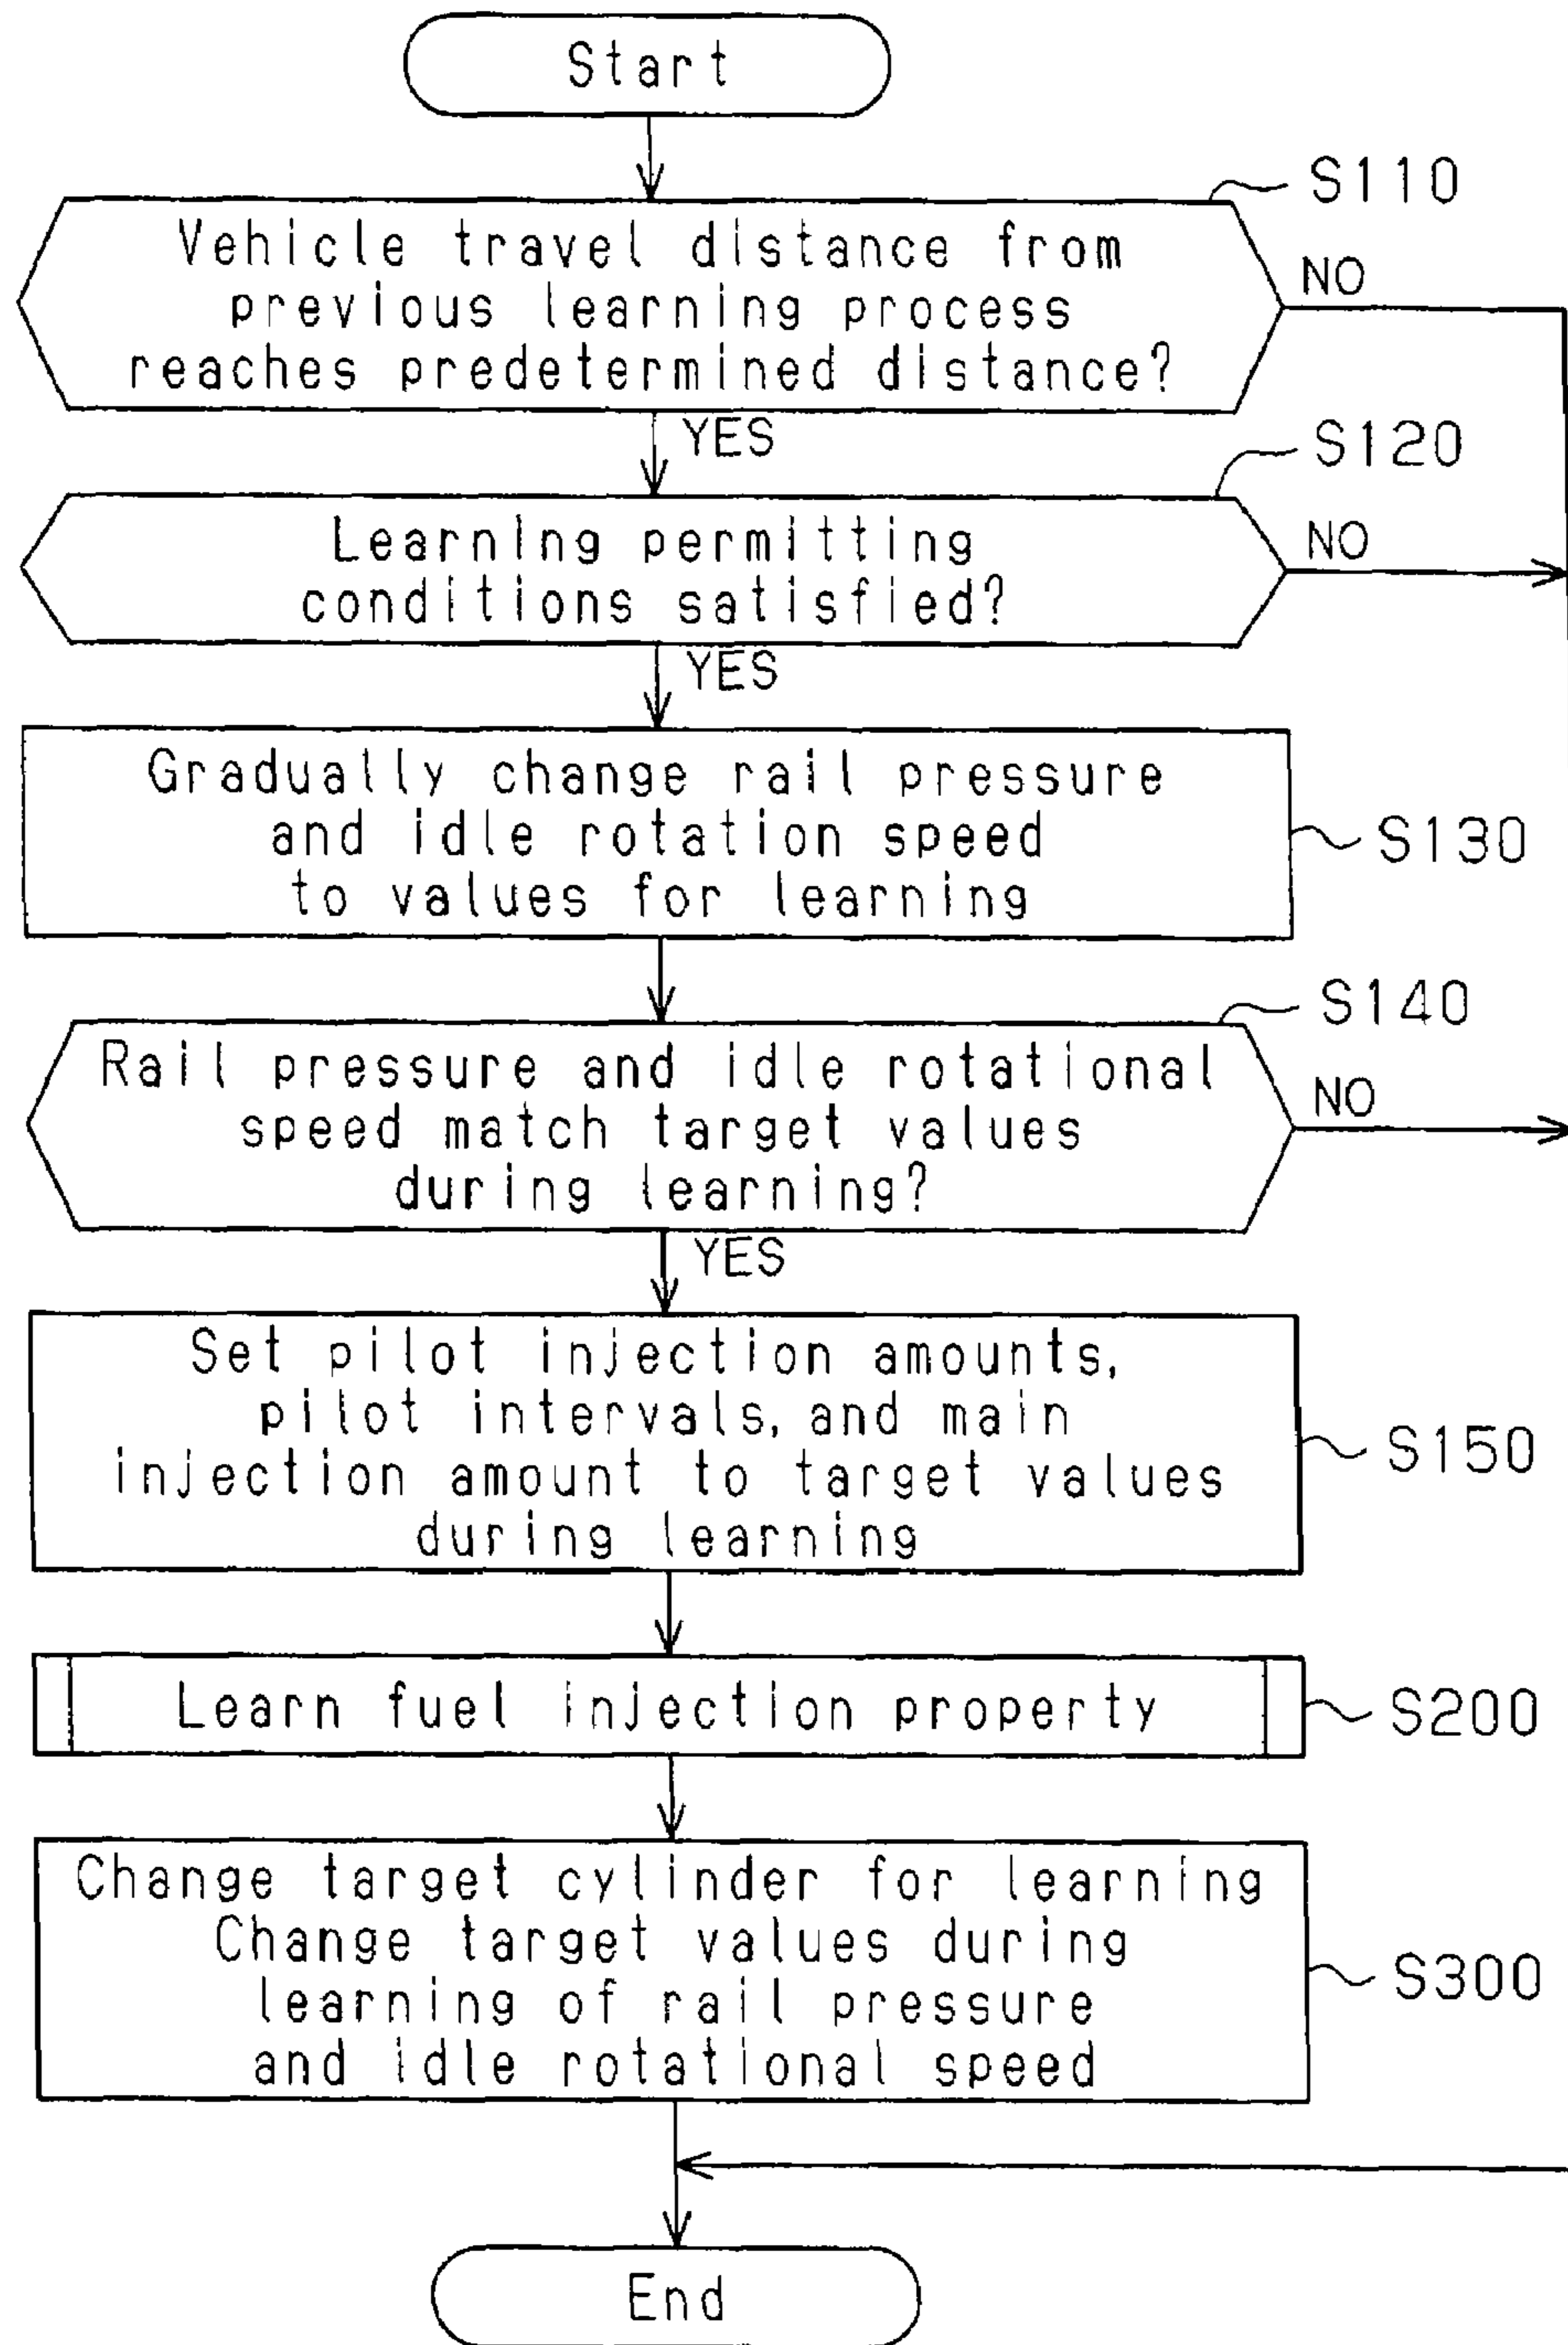 Start
S110
Vehicle travel distance from
previous learning process
reaches predetermined distance?
NO
YES
S120
Learning permitting
conditions satisfied?
NO
YES
Gradually change rail pressure
and idle rotation speed
to values for learning
S130
S140
Rail pressure and idle rotational
speed match target values
during learning?
NO
YES
Set pilot injection amounts,
pilot intervals, and main
injection amount to target values
during learning
S150
Learn fuel injection property
S200
Change target cylinder for learning
Change target values during
learning of rail pressure
and idle rotational speed
S300
End